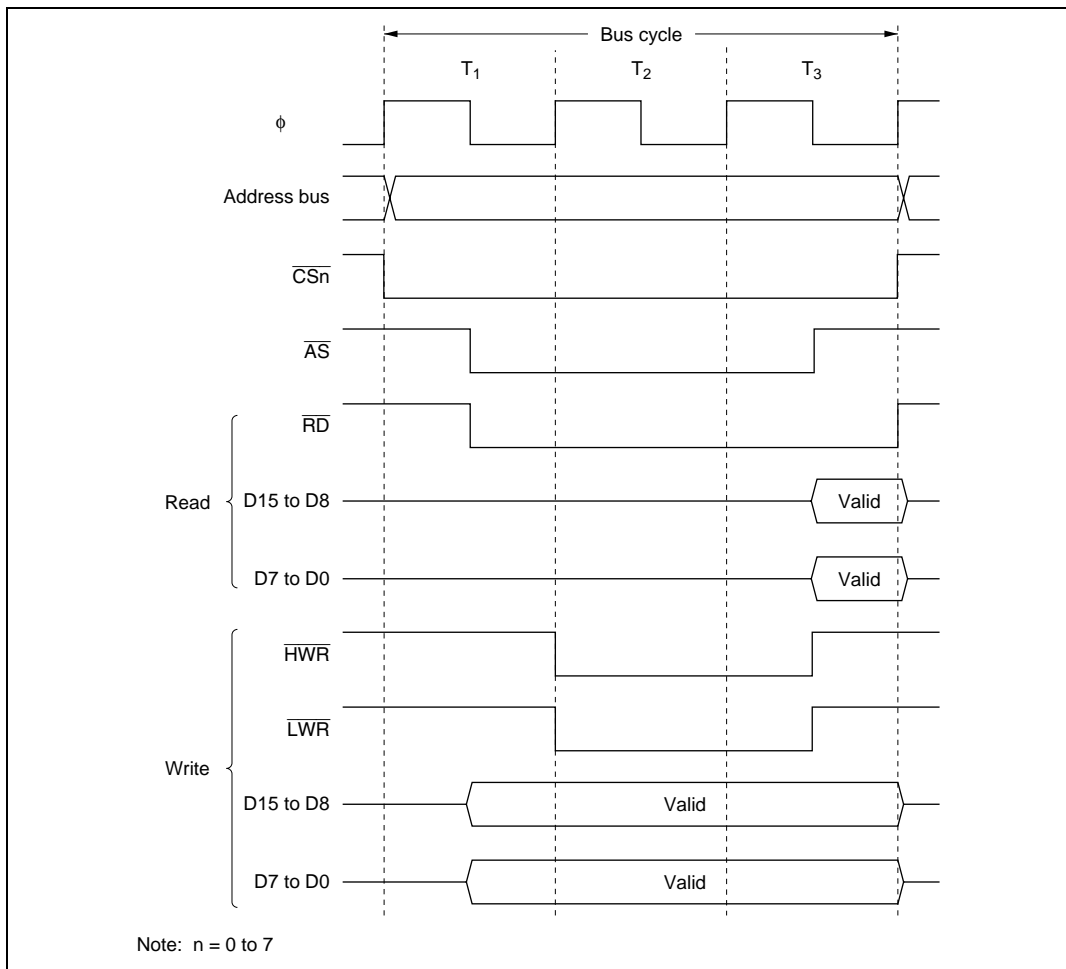 Bus cycle
T1 T2 T3
φ
Address bus
CSn
AS
RD
Read
D15 to D8 Valid
D7 to D0 Valid
HWR
LWR
Write
D15 to D8 Valid
D7 to D0 Valid
Note: n = 0 to 7